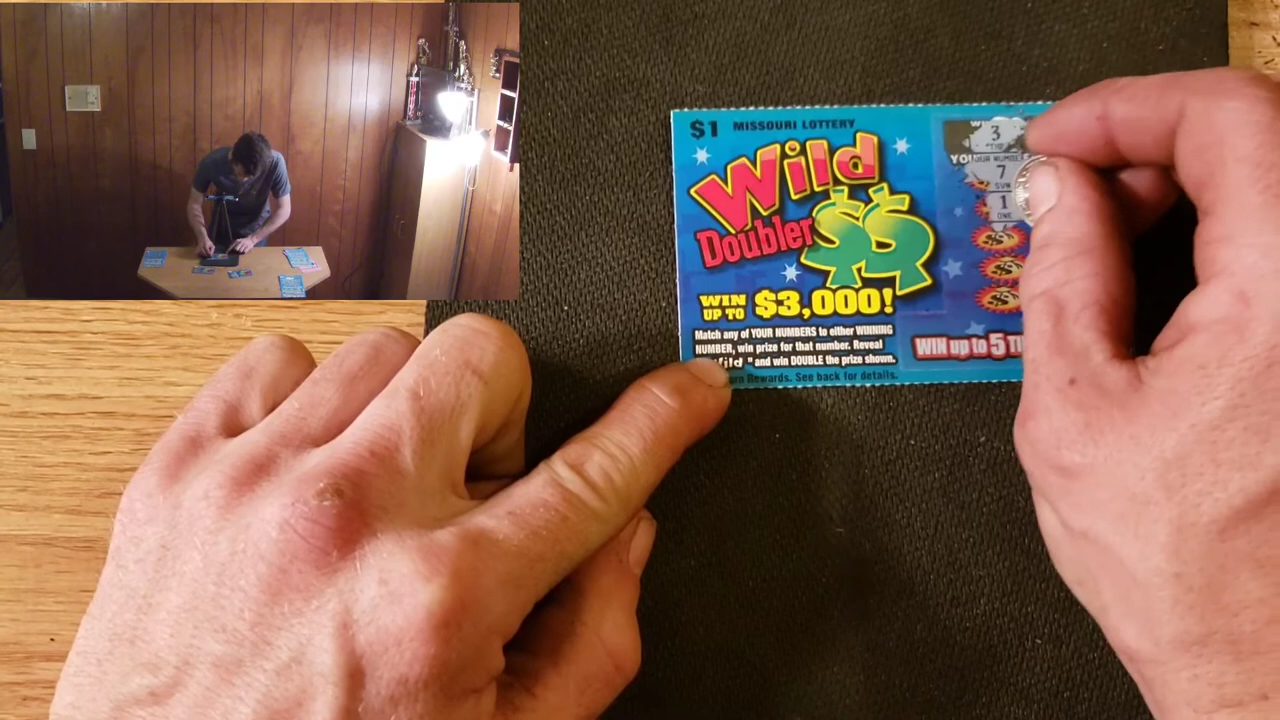 $1 MISSOURI LOTTERY
Wild
Doubler $$
WIN UP TO $3,000!
Match any of YOUR NUMBERS to either WINNING
NUMBER, win prize for that number. Reveal
and win DOUBLE the prize shown.
Rewards. See back for details.
3
NUMBERS
7
SVN
1
ONE
WIN up to 5